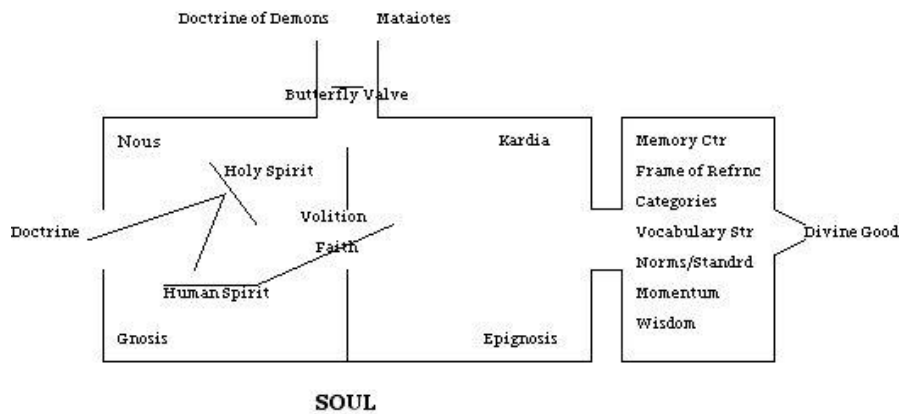 Doctrine of Demons
Mataiotes
Butterfly Valve
Nous
Kardia
Holy Spirit
Volition
Faith
Doctrine
Human Spirit
Gnosis
Epignosis
Memory Ctr
Frame of Refrnc
Categories
Vocabulary Str
Norms/Standrd
Momentum
Wisdom
Divine Good
SOUL